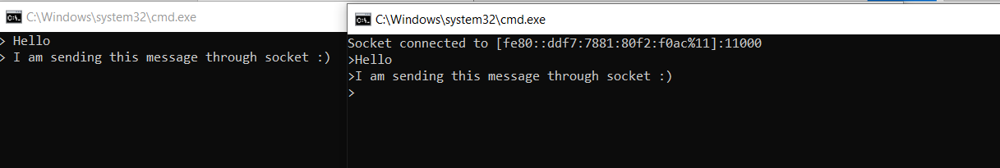 C:\Windows\system32\cmd.exe
> Hello
> I am sending this message through socket :)
C:\Windows\system32\cmd.exe
Socket connected to [fe80::ddf7:7881:80f2:f0ac%11]:11000
>Hello
>I am sending this message through socket :)
>